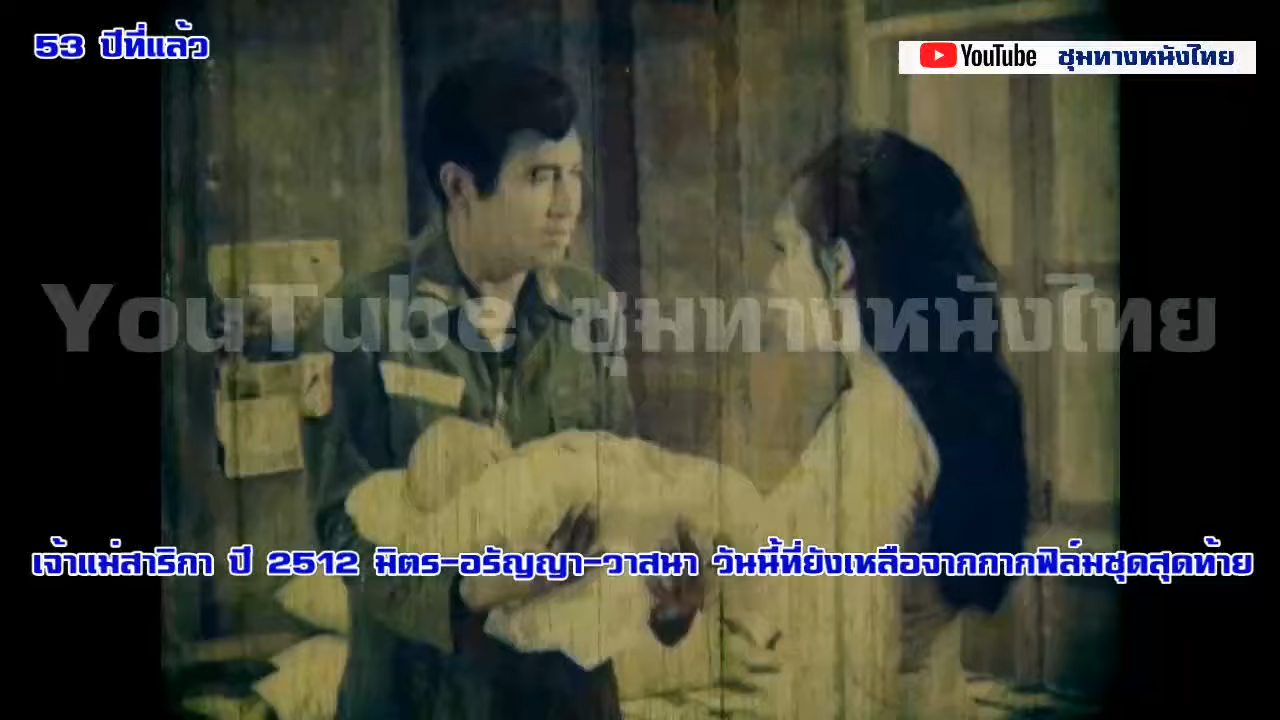 53 ปีที่แล้ว
YouTube ชุมทางหนังไทย
YouTube ชุมทางหนังไทย
เจ้าแม่สาริกา ปี 2512 มิตร-อรัญญา-วาสนา วันนี้ที่ยังเหลือจากกากฟิล์มชุดสุดท้าย